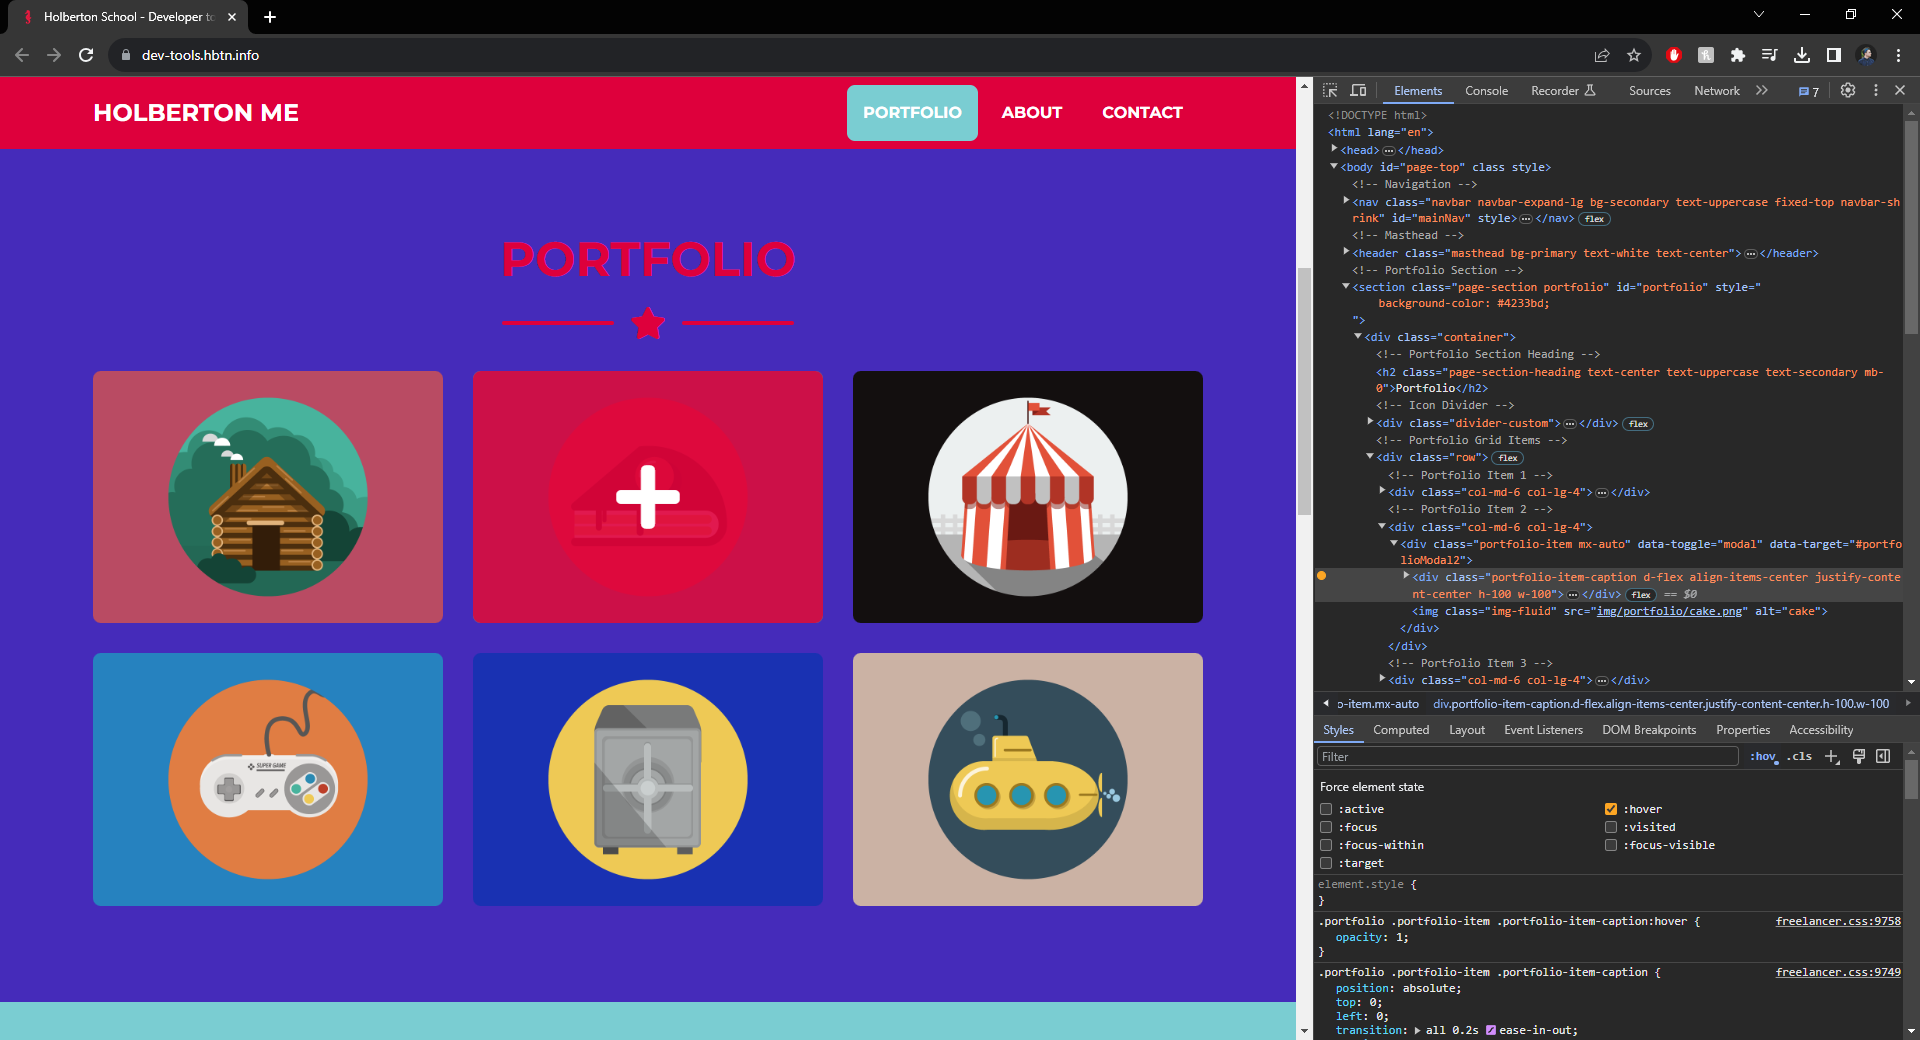 Holberton School - Developer to
dev-tools.hbtn.info
HOLBERTON ME
PORTFOLIO ABOUT CONTACT
PORTFOLIO
SUPER GAME
Elements Console Recorder Sources Network 7
<!DOCTYPE html>
<html lang="en">
<head>…</head>
<body id="page-top" class style>
<!-- Navigation -->
<nav class="navbar navbar-expand-lg bg-secondary text-uppercase fixed-top navbar-sh
rink" id="mainNav" style>…</nav> flex
<!-- Masthead -->
<header class="masthead bg-primary text-white text-center">…</header>
<!-- Portfolio Section -->
<section class="page-section portfolio" id="portfolio" style="
background-color: #4233bd;
">
<div class="container">
<!-- Portfolio Section Heading -->
<h2 class="page-section-heading text-center text-uppercase text-secondary mb-
0">Portfolio</h2>
<!-- Icon Divider -->
<div class="divider-custom">…</div> flex
<!-- Portfolio Grid Items -->
<div class="row"> flex
<!-- Portfolio Item 1 -->
<div class="col-md-6 col-lg-4">…</div>
<!-- Portfolio Item 2 -->
<div class="col-md-6 col-lg-4">
<div class="portfolio-item mx-auto" data-toggle="modal" data-target="#portfo
lioModal2">
<div class="portfolio-item-caption d-flex align-items-center justify-conte
nt-center h-100 w-100">…</div> flex == $0
<img class="img-fluid" src="img/portfolio/cake.png" alt="cake">
</div>
</div>
<!-- Portfolio Item 3 -->
<div class="col-md-6 col-lg-4">…</div>
o-item.mx-auto div.portfolio-item-caption.d-flex.align-items-center.justify-content-center.h-100.w-100
Styles Computed Layout Event Listeners DOM Breakpoints Properties Accessibility
Filter :hov .cls
Force element state
:active :hover
:focus :visited
:focus-within :focus-visible
:target
element.style {
}
.portfolio .portfolio-item .portfolio-item-caption:hover { freelancer.css:9758
opacity: 1;
}
.portfolio .portfolio-item .portfolio-item-caption { freelancer.css:9749
position: absolute;
top: 0;
left: 0;
transition: all 0.2s ease-in-out;